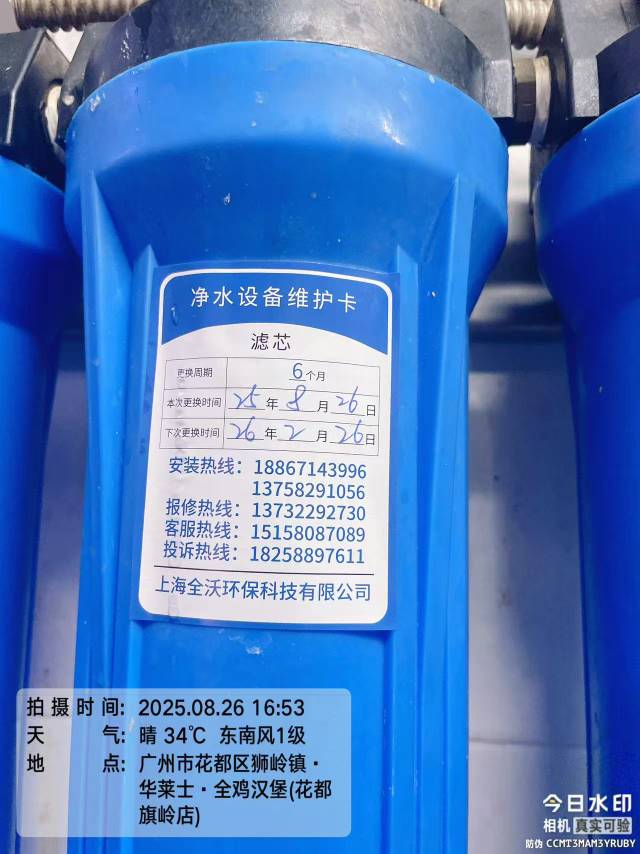 净水设备维护卡
滤芯
更换周期 6个月
本次更换时间 25年8月26日
下次更换时间 26年2月26日
安装热线：18867143996
13758291056
报修热线：13732292730
客服热线：15158087089
投诉热线：18258897611
上海全沃环保科技有限公司
拍摄时间：2025.08.26 16:53
天气：晴 34℃ 东南风1级
地点：广州市花都区狮岭镇·
华莱士·全鸡汉堡(花都
旗岭店)
今日水印
相机 真实可验
防伪 CCMT3MAM3YRUBY